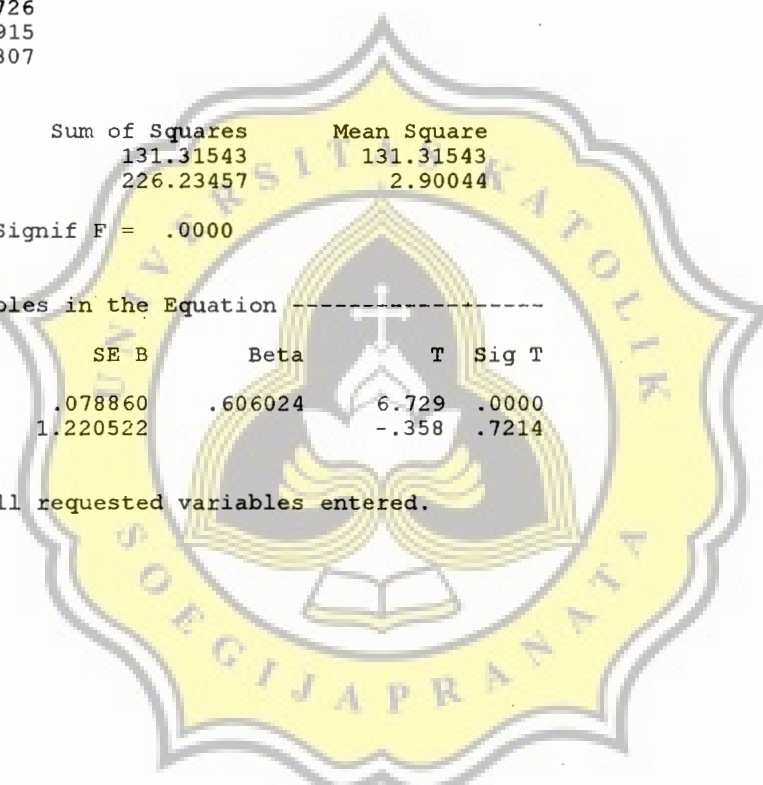 726
915
307
Sum of Squares Mean Square
131.31543 131.31543
226.23457 2.90044
Signif F = .0000
in the Equation ------------------
SE B Beta T Sig T
.078860 .606024 6.729 .0000
1.220522 -.358 .7214
requested variables entered.
UNIVERSITAS KATOLIK
SOEGIJAPRANATA